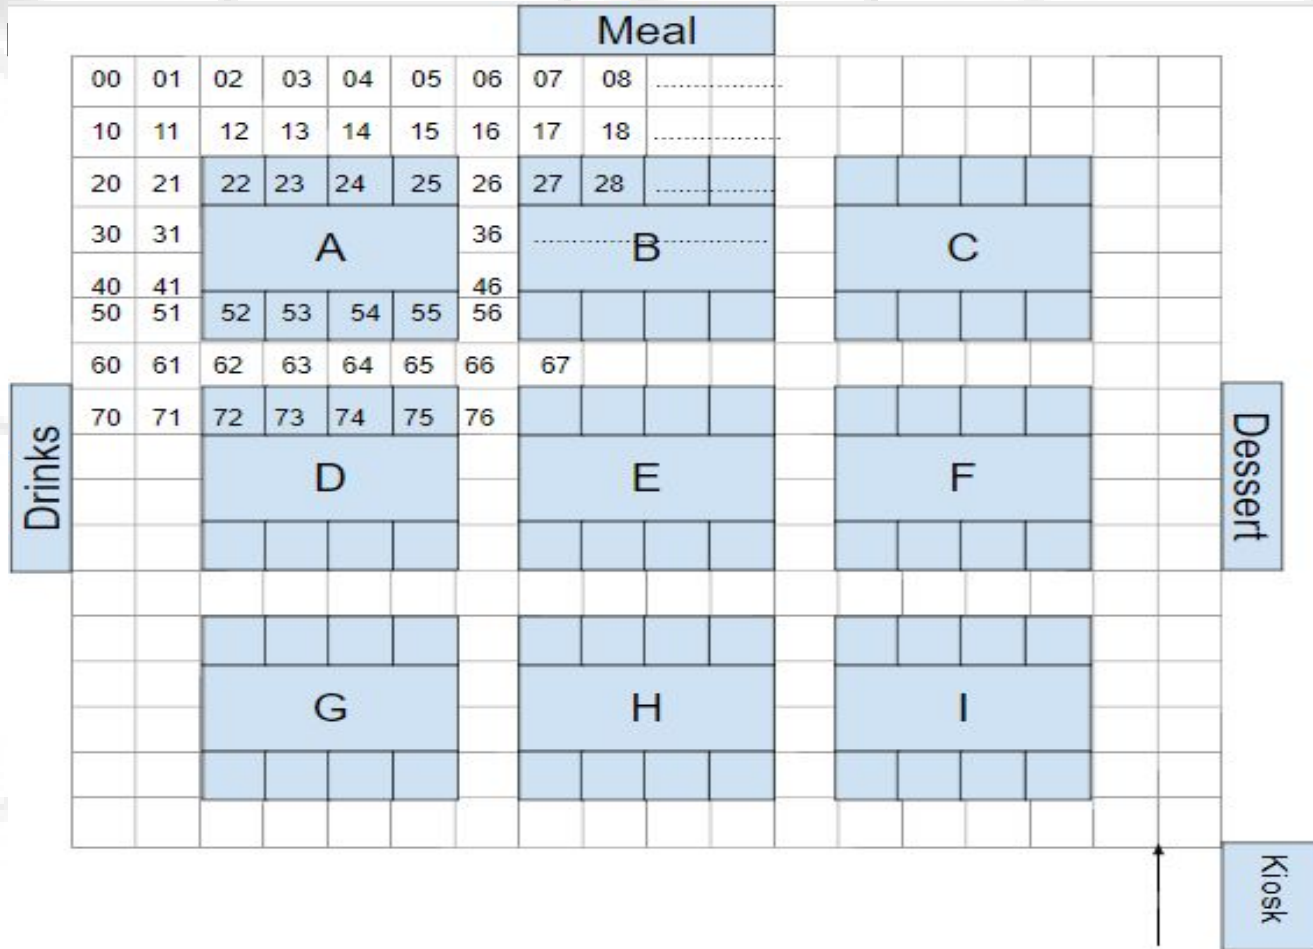 Meal
00 01 02 03 04 05 06 07 08 ....................
10 11 12 13 14 15 16 17 18 ....................
20 21 22 23 24 25 26 27 28 ....................
30 31 A 36 ....................B.................... C
40 41 46
50 51 52 53 54 55 56
60 61 62 63 64 65 66 67
70 71 72 73 74 75 76
Drinks
D E F
Dessert
G H I
Kiosk